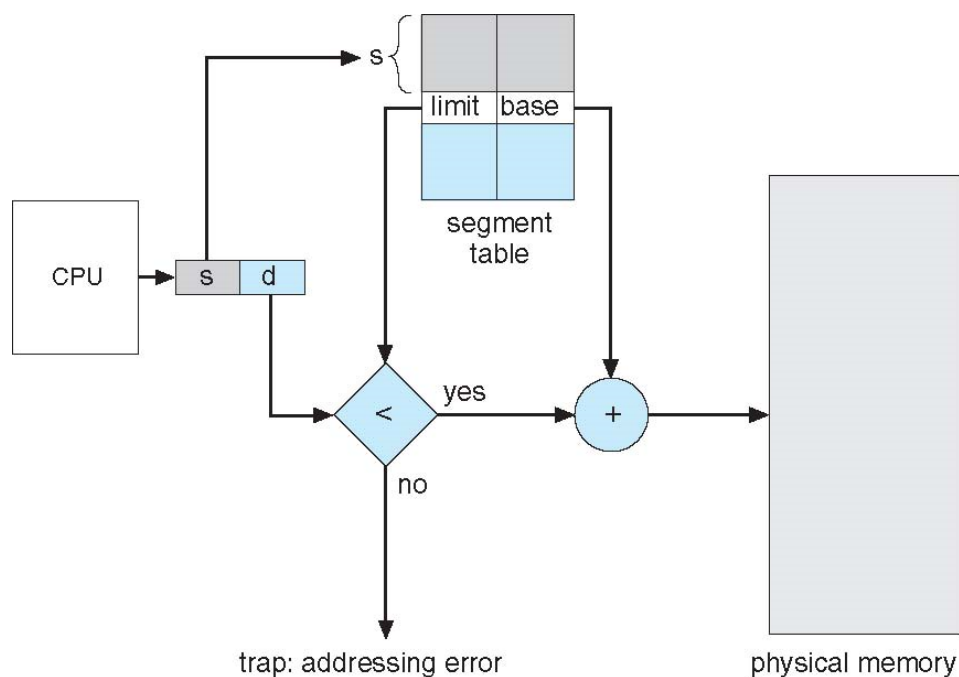 s
limit base
segment
table
CPU
s d
<
yes
+
no
trap: addressing error
physical memory